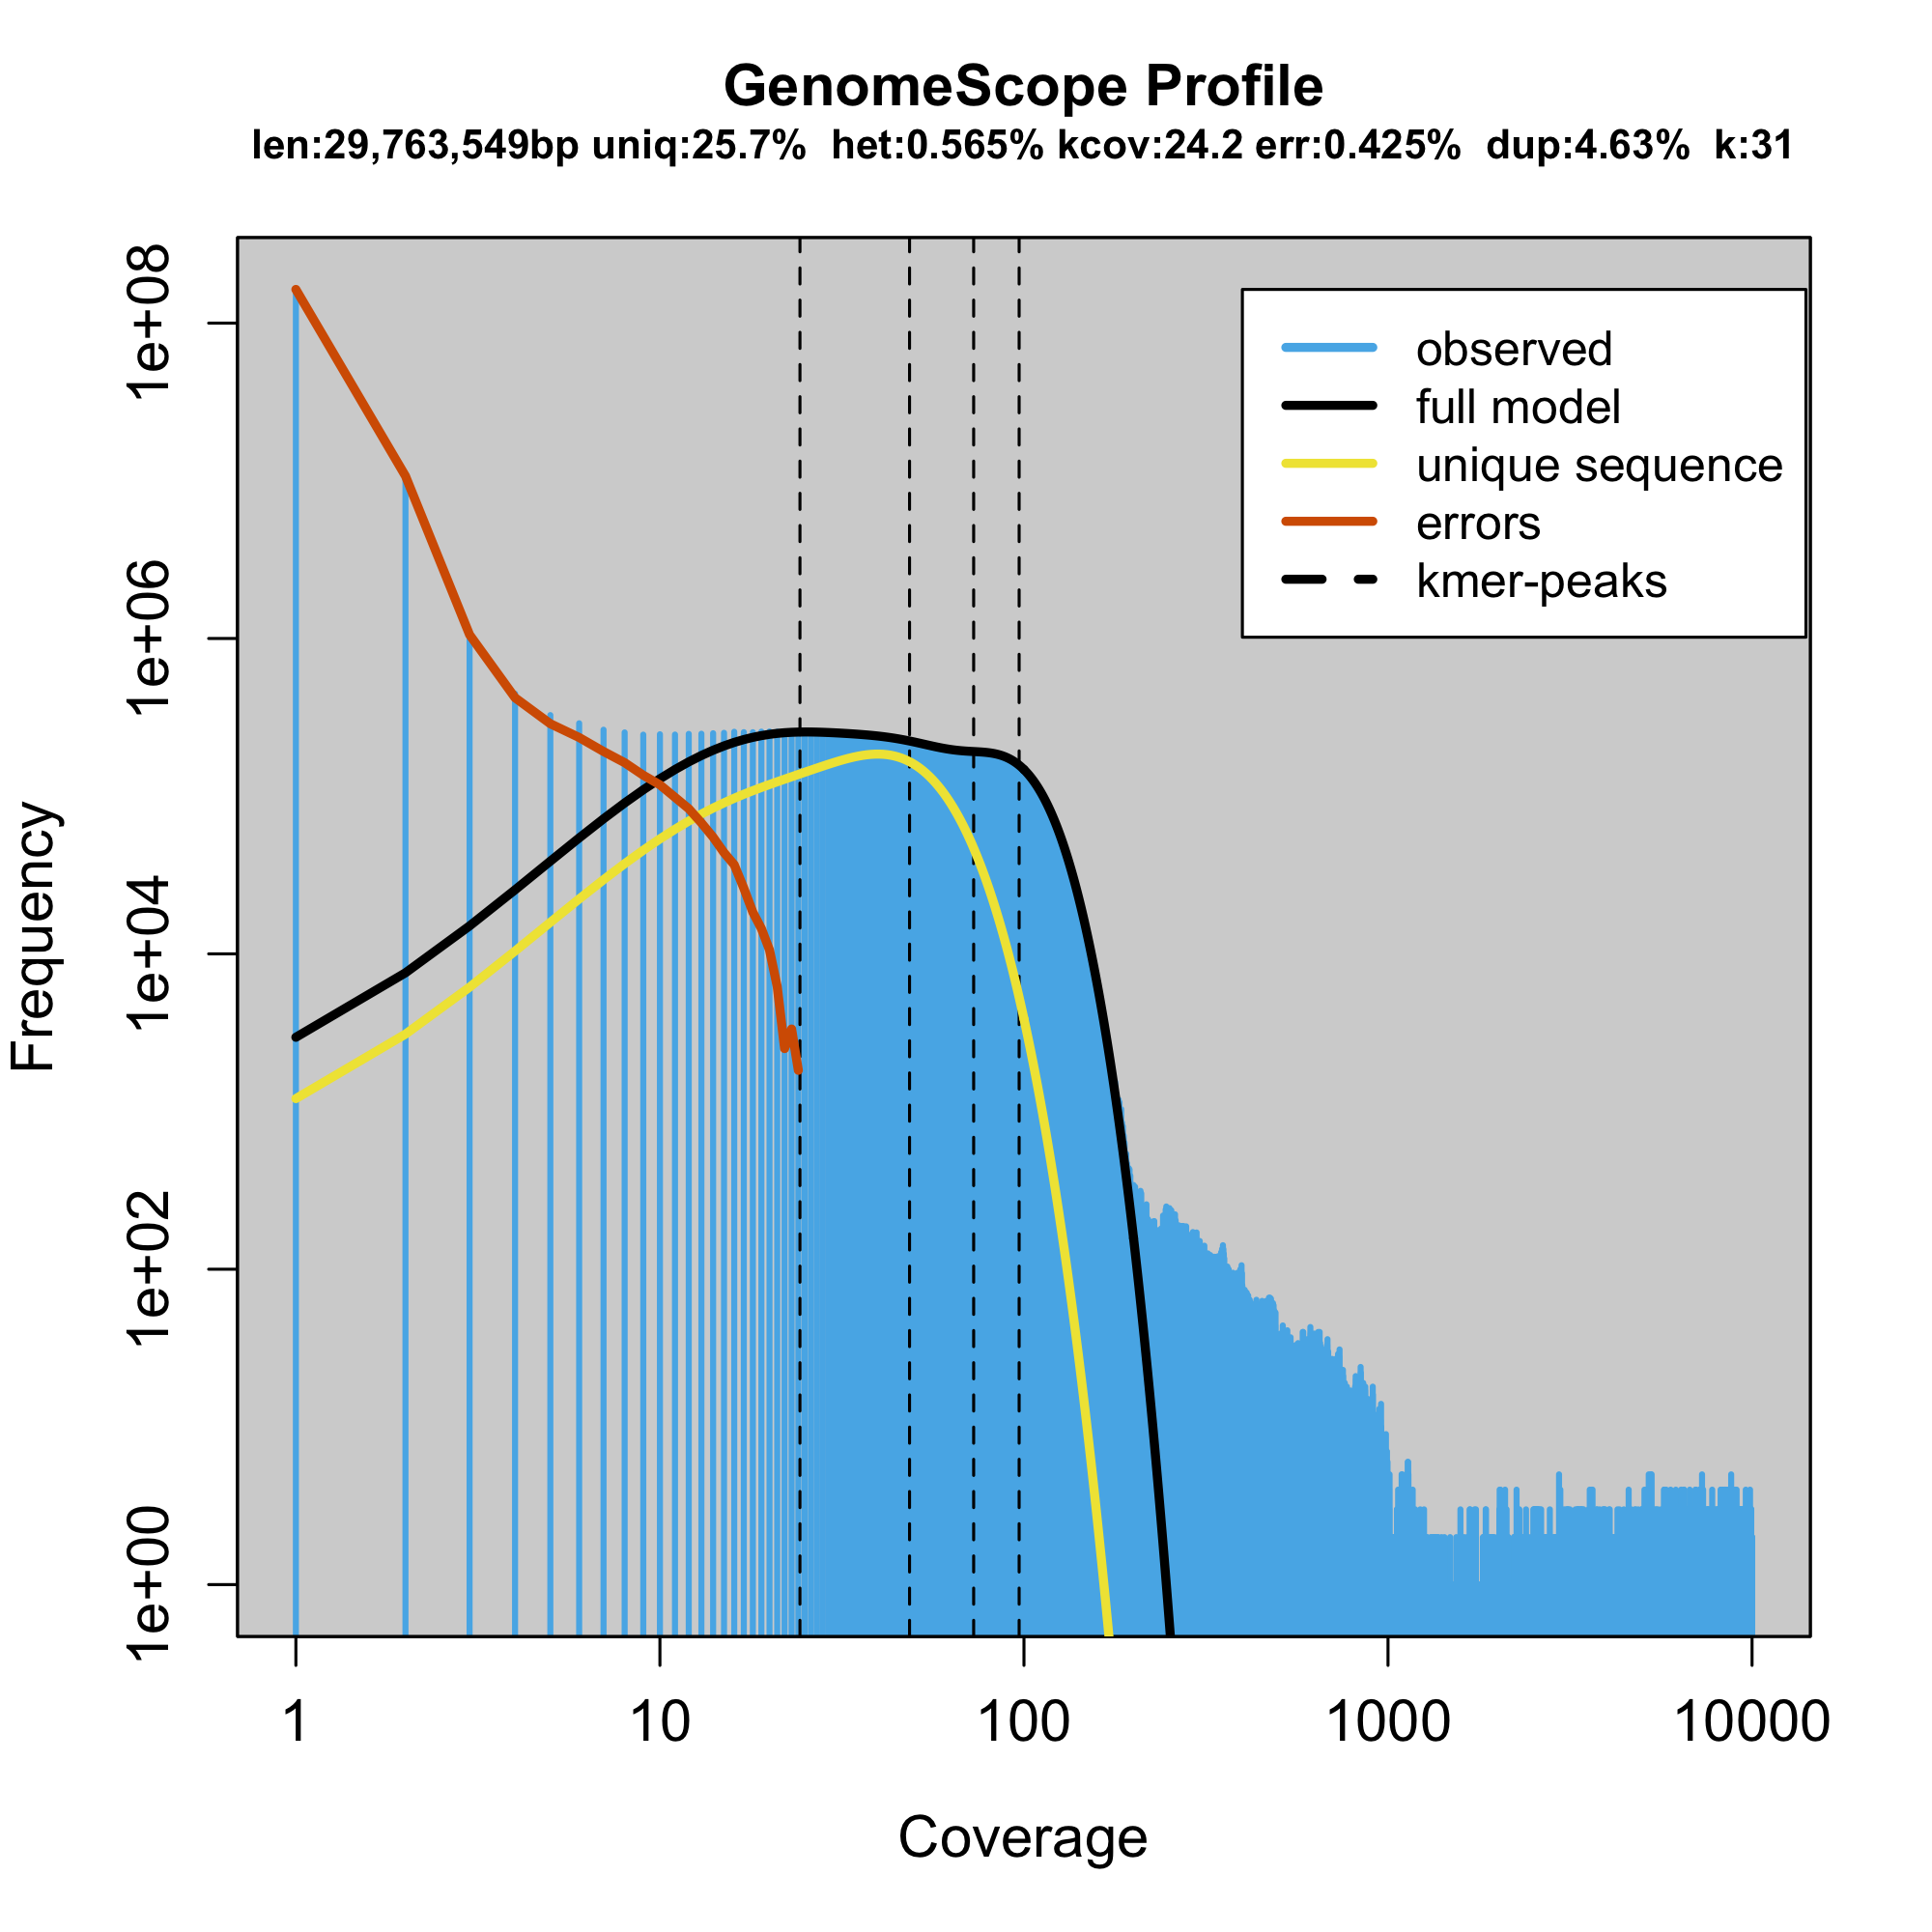 GenomeScope Profile
len:29,763,549bp uniq:25.7% het:0.565% kcov:24.2 err:0.425% dup:4.63% k:31
1e+08
1e+06
1e+04
1e+02
1e+00
Frequency
observed
full model
unique sequence
errors
kmer-peaks
1 10 100 1000 10000
Coverage